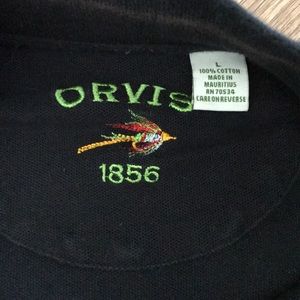 ORVIS
1856
L
100% COTTON
MADE IN
MAURITIUS
RN 70534
CARE ON REVERSE